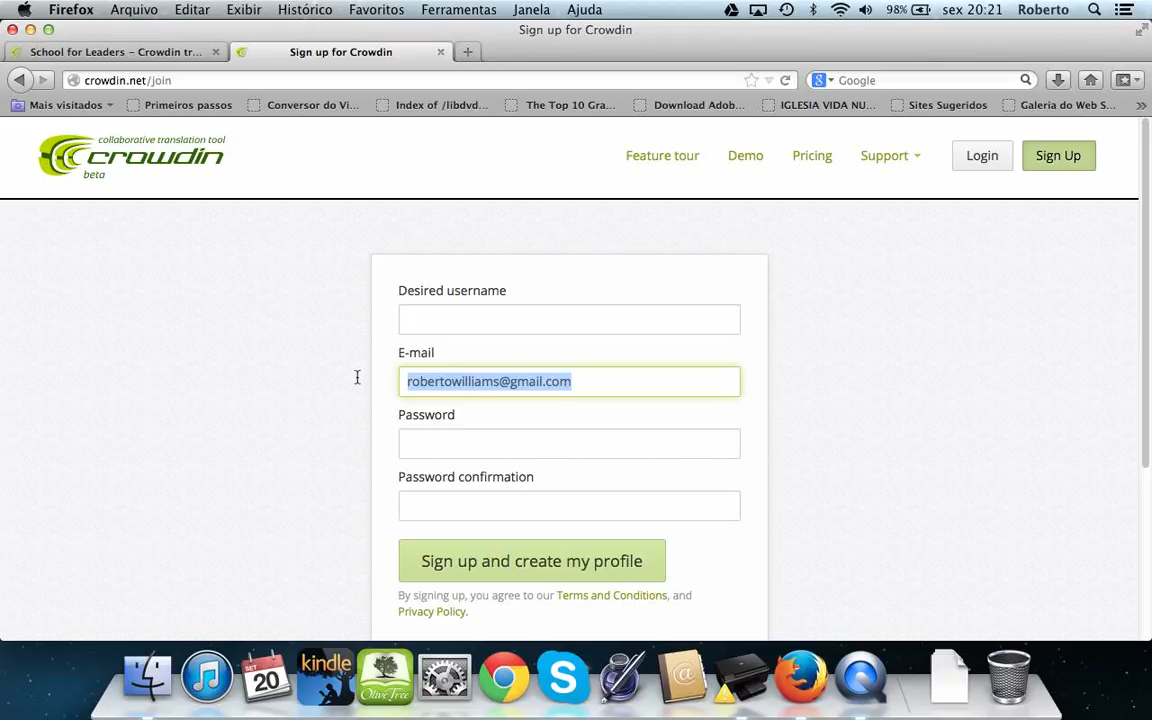 Firefox Arquivo Editar Exibir Histórico Favoritos Ferramentas Janela Ajuda 98% sex 20:21 Roberto
Sign up for Crowdin
School for Leaders – Crowdin tr... Sign up for Crowdin
crowdin.net/join Google
Mais visitados Primeiros passos Conversor do Vi... Index of /libdvd... The Top 10 Gra... Download Adob... IGLESIA VIDA NU... Sites Sugeridos Galeria do Web S...
collaborative translation tool
crowdin
beta
Feature tour Demo Pricing Support Login Sign Up
Desired username
E-mail
robertowilliams@gmail.com
Password
Password confirmation
Sign up and create my profile
By signing up, you agree to our Terms and Conditions, and
Privacy Policy.
SET
20
kindle
OLIVE TREE